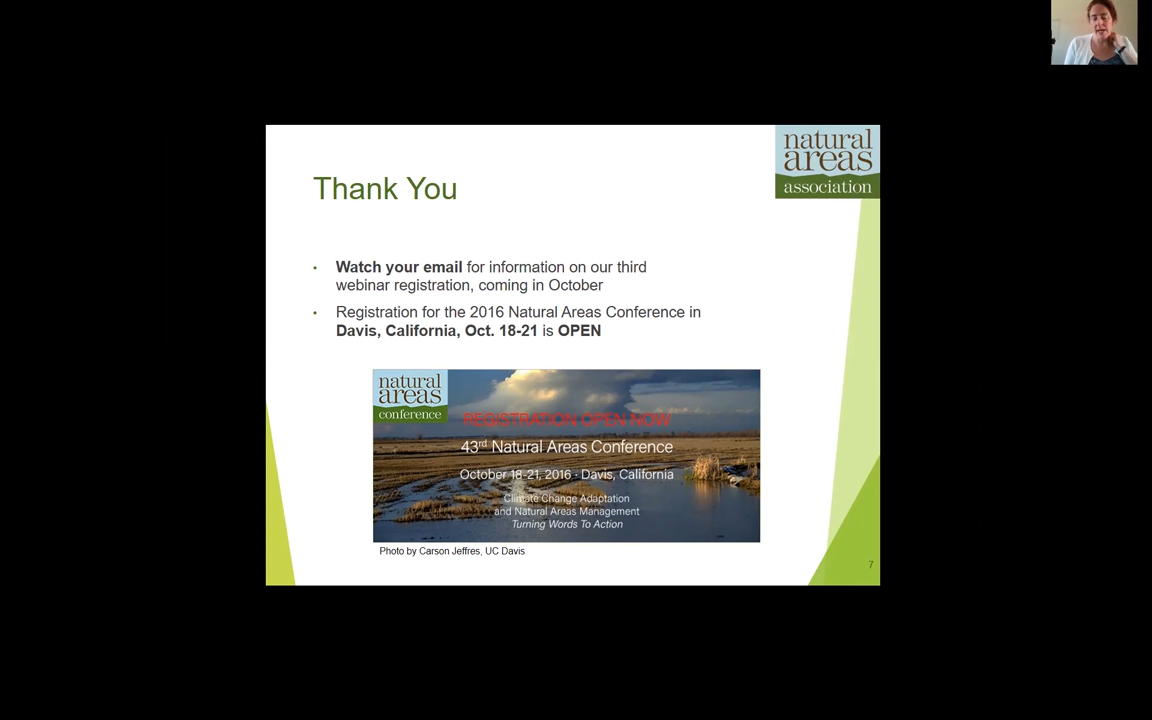 natural
areas
association
Thank You
• Watch your email for information on our third
webinar registration, coming in October
• Registration for the 2016 Natural Areas Conference in
Davis, California, Oct. 18-21 is OPEN
natural
areas
conference
REGISTRATION OPEN NOW
43rd Natural Areas Conference
October 18-21, 2016 · Davis, California
Climate Change Adaptation
and Natural Areas Management
Turning Words To Action
Photo by Carson Jeffres, UC Davis
7